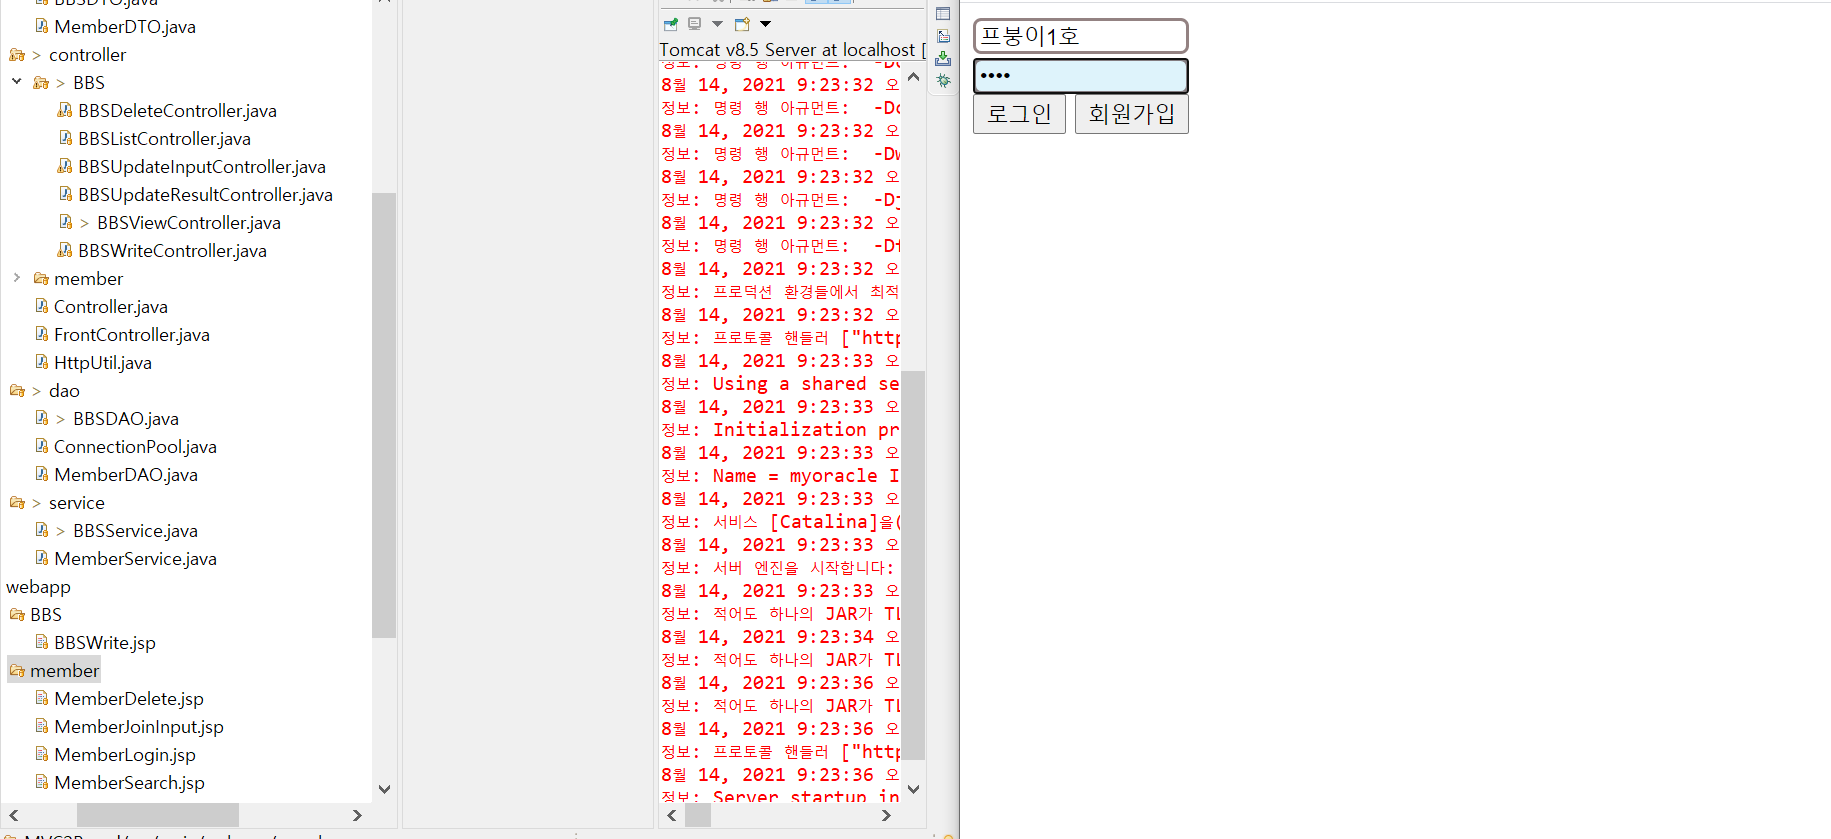 BBSDTO.java
MemberDTO.java
> controller
> BBS
BBSDeleteController.java
BBSListController.java
BBSUpdateInputController.java
BBSUpdateResultController.java
> BBSViewController.java
BBSWriteController.java
member
Controller.java
FrontController.java
HttpUtil.java
> dao
> BBSDAO.java
ConnectionPool.java
MemberDAO.java
> service
> BBSService.java
MemberService.java
webapp
BBS
BBSWrite.jsp
member
MemberDelete.jsp
MemberJoinInput.jsp
MemberLogin.jsp
MemberSearch.jsp
Tomcat v8.5 Server at localhost [
정보: 명령 행 아규먼트: -Dc
8월 14, 2021 9:23:32 오
정보: 명령 행 아규먼트: -Dc
8월 14, 2021 9:23:32 오
정보: 명령 행 아규먼트: -Dw
8월 14, 2021 9:23:32 오
정보: 명령 행 아규먼트: -Dj
8월 14, 2021 9:23:32 오
정보: 명령 행 아규먼트: -Df
8월 14, 2021 9:23:32 오
정보: 프로덕션 환경들에서 최적
8월 14, 2021 9:23:32 오
정보: 프로토콜 핸들러 ["http
8월 14, 2021 9:23:33 오
정보: Using a shared se
8월 14, 2021 9:23:33 오
정보: Initialization pr
8월 14, 2021 9:23:33 오
정보: Name = myoracle I
8월 14, 2021 9:23:33 오
정보: 서비스 [Catalina]을(
8월 14, 2021 9:23:33 오
정보: 서버 엔진을 시작합니다:
8월 14, 2021 9:23:33 오
정보: 적어도 하나의 JAR가 TL
8월 14, 2021 9:23:34 오
정보: 적어도 하나의 JAR가 TL
8월 14, 2021 9:23:36 오
정보: 적어도 하나의 JAR가 TL
8월 14, 2021 9:23:36 오
정보: 프로토콜 핸들러 ["http
8월 14, 2021 9:23:36 오
정보: Server startup in
프붕이1호
••••
로그인 회원가입